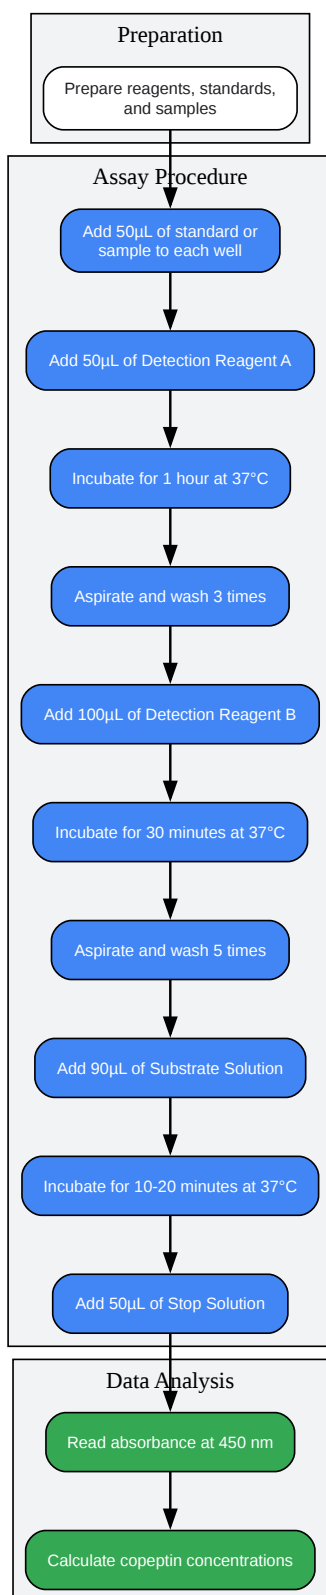 Preparation
Prepare reagents, standards,
and samples
Assay Procedure
Add 50µL of standard or
sample to each well
Add 50µL of Detection Reagent A
Incubate for 1 hour at 37°C
Aspirate and wash 3 times
Add 100µL of Detection Reagent B
Incubate for 30 minutes at 37°C
Aspirate and wash 5 times
Add 90µL of Substrate Solution
Incubate for 10-20 minutes at 37°C
Add 50µL of Stop Solution
Data Analysis
Read absorbance at 450 nm
Calculate copeptin concentrations